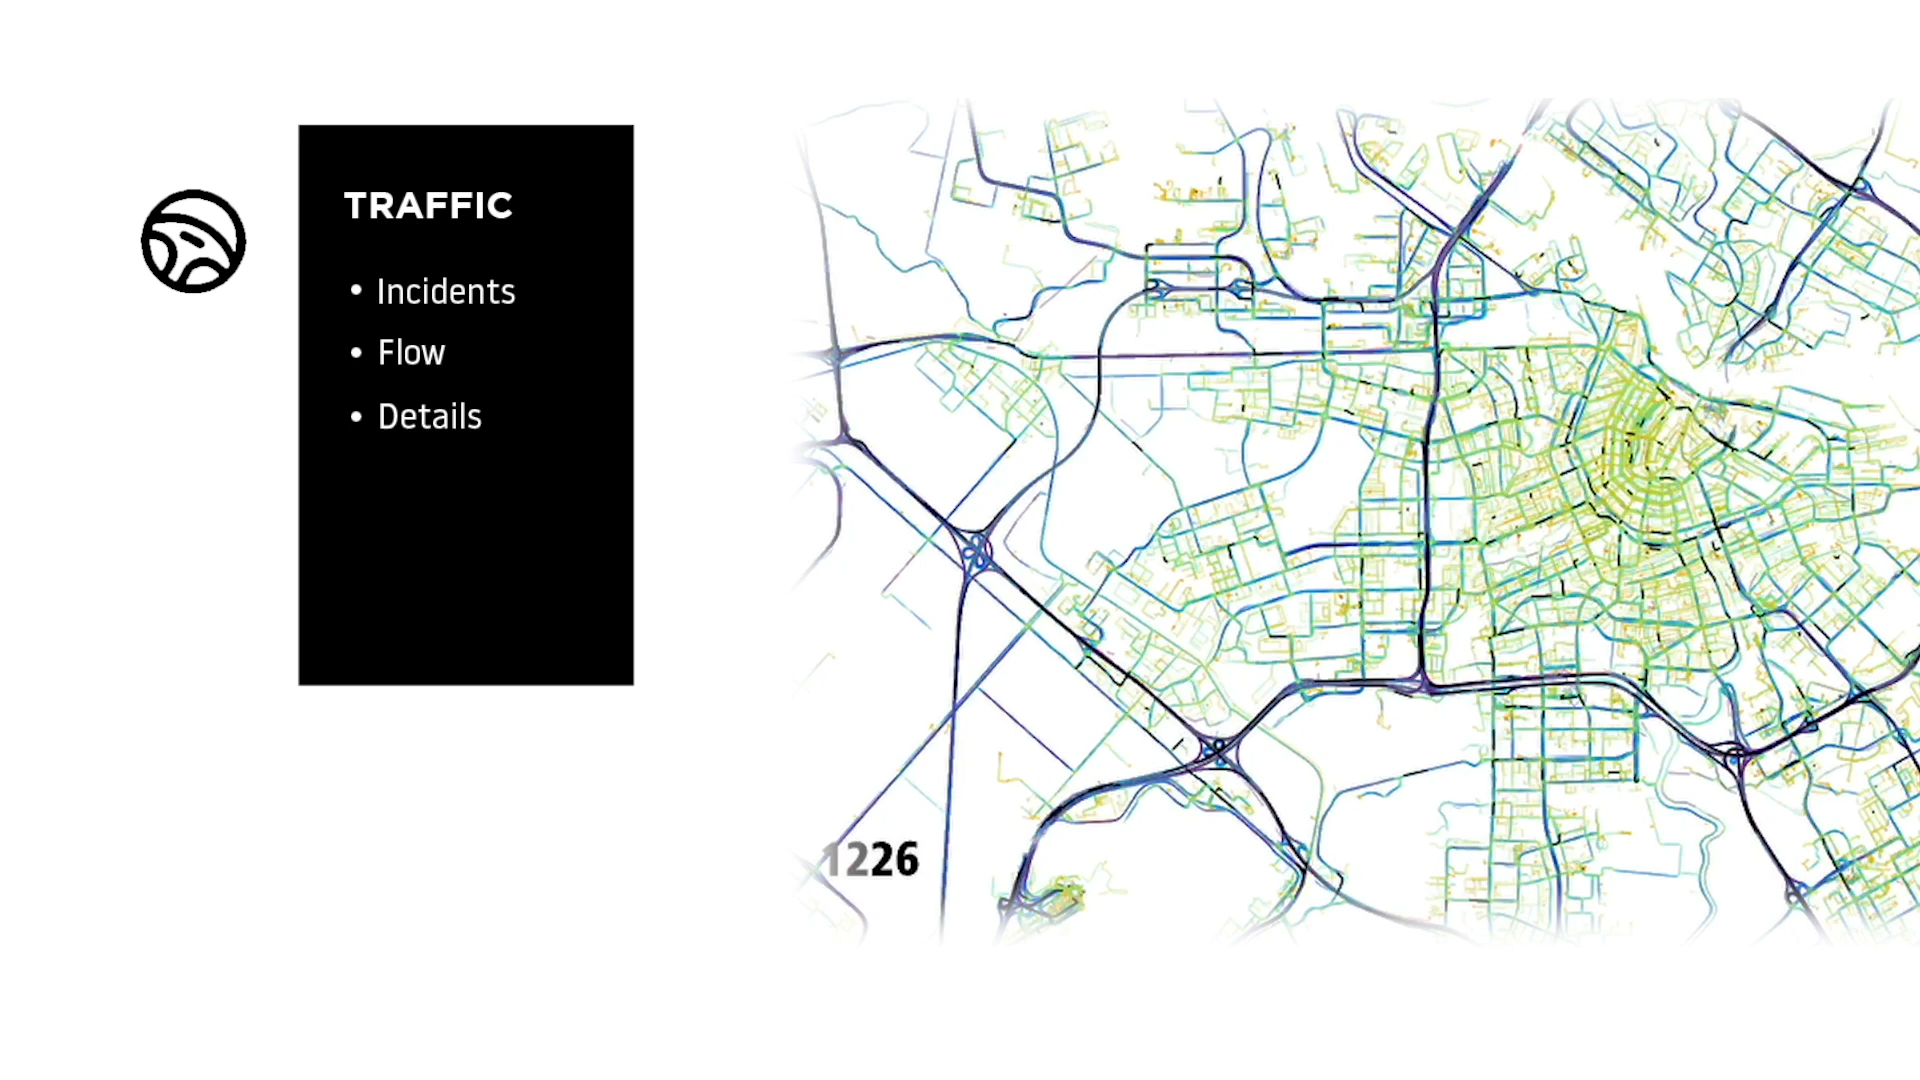 TRAFFIC
• Incidents
• Flow
• Details
1226